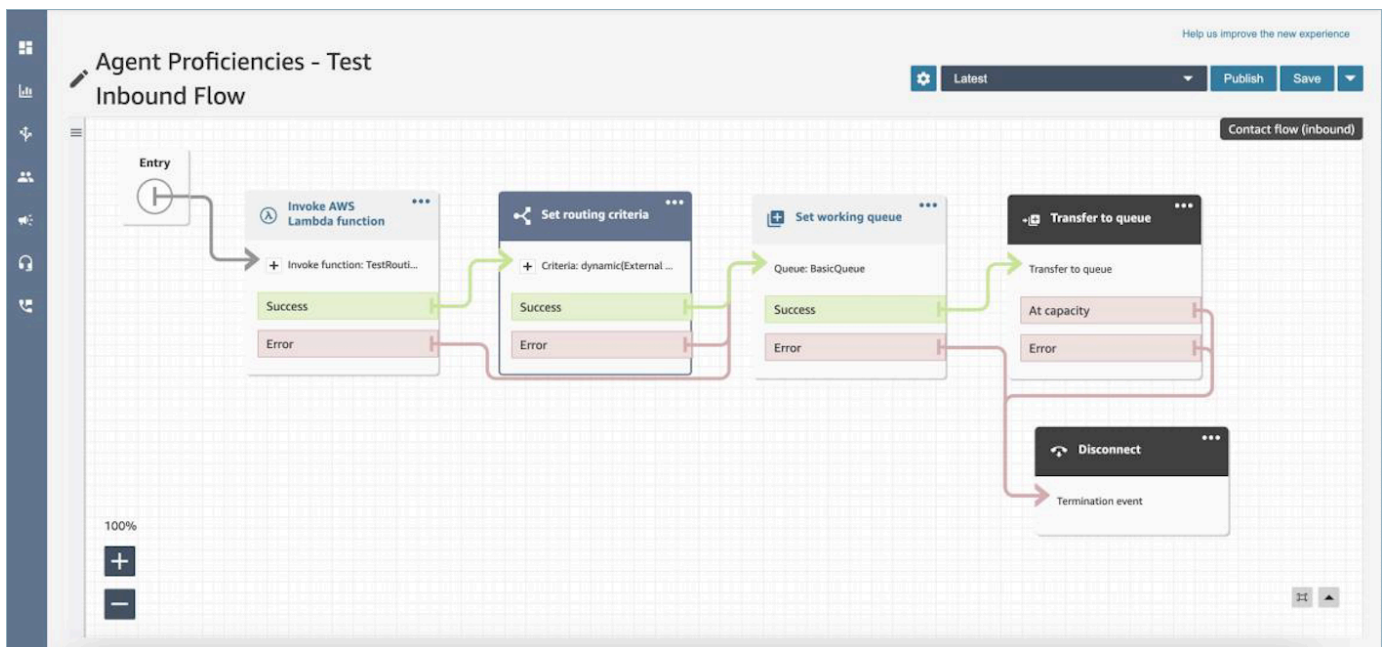 Help us improve the new experience
Agent Proficiencies - Test
Inbound Flow
Latest
Publish
Save
Contact flow (inbound)
Entry
Invoke AWS
Lambda function
Invoke function: TestRouti...
Success
Error
Set routing criteria
Criteria: dynamic(External ...
Success
Error
Set working queue
Queue: BasicQueue
Success
Error
Transfer to queue
Transfer to queue
At capacity
Error
Disconnect
Termination event
100%